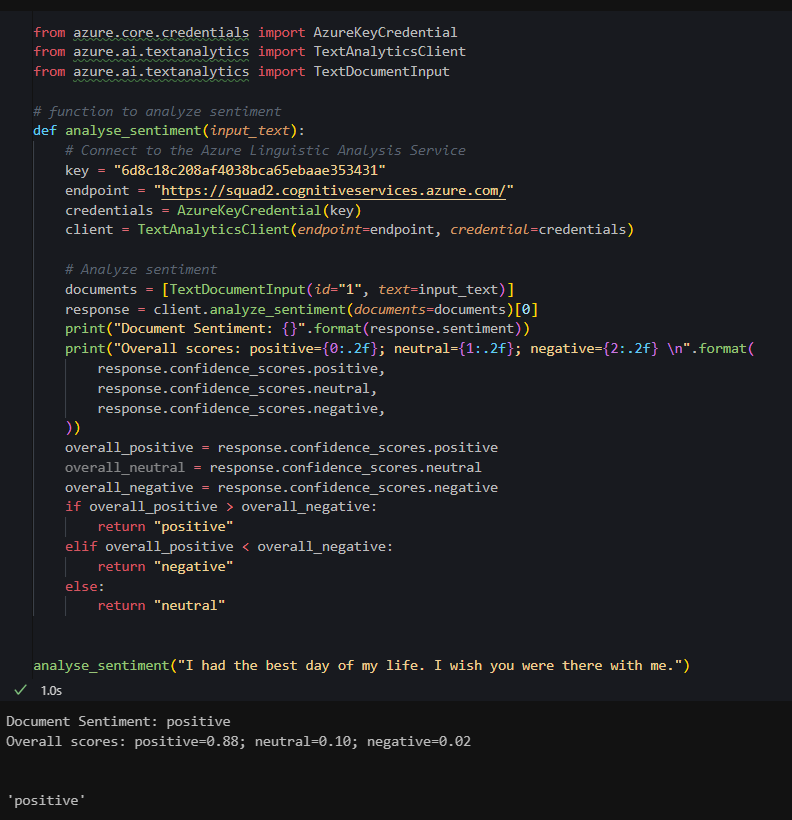 from azure.core.credentials import AzureKeyCredential
from azure.ai.textanalytics import TextAnalyticsClient
from azure.ai.textanalytics import TextDocumentInput
# function to analyze sentiment
def analyse_sentiment(input_text):
# Connect to the Azure Linguistic Analysis Service
key = "6d8c18c208af4038bca65ebaae353431"
endpoint = "https://squad2.cognitiveservices.azure.com/"
credentials = AzureKeyCredential(key)
client = TextAnalyticsClient(endpoint=endpoint, credential=credentials)
# Analyze sentiment
documents = [TextDocumentInput(id="1", text=input_text)]
response = client.analyze_sentiment(documents=documents)[0]
print("Document Sentiment: {}".format(response.sentiment))
print("Overall scores: positive={0:.2f}; neutral={1:.2f}; negative={2:.2f} \n".format(
response.confidence_scores.positive,
response.confidence_scores.neutral,
response.confidence_scores.negative,
))
overall_positive = response.confidence_scores.positive
overall_neutral = response.confidence_scores.neutral
overall_negative = response.confidence_scores.negative
if overall_positive > overall_negative:
return "positive"
elif overall_positive < overall_negative:
return "negative"
else:
return "neutral"
analyse_sentiment("I had the best day of my life. I wish you were there with me.")
1.0s
Document Sentiment: positive
Overall scores: positive=0.88; neutral=0.10; negative=0.02
'positive'